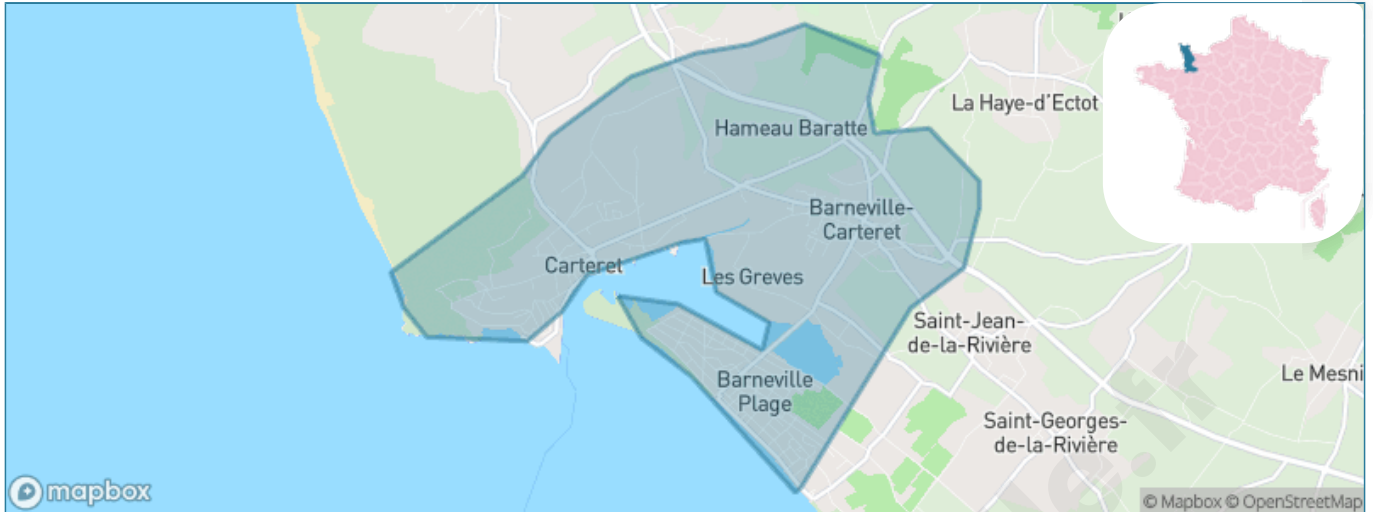 La Haye-d'Ectot
Hameau Baratte
Barneville-
Carteret
Carteret
Les Greves
Saint-Jean-
de-la-Rivière
Barneville
Plage
Le Mesni
Saint-Georges-
de-la-Rivière
mapbox
© Mapbox © OpenStreetMap